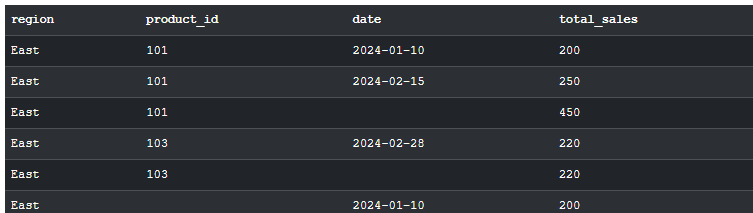 region product_id date total_sales
East 101 2024-01-10 200
East 101 2024-02-15 250
East 101 450
East 103 2024-02-28 220
East 103 220
East 2024-01-10 200